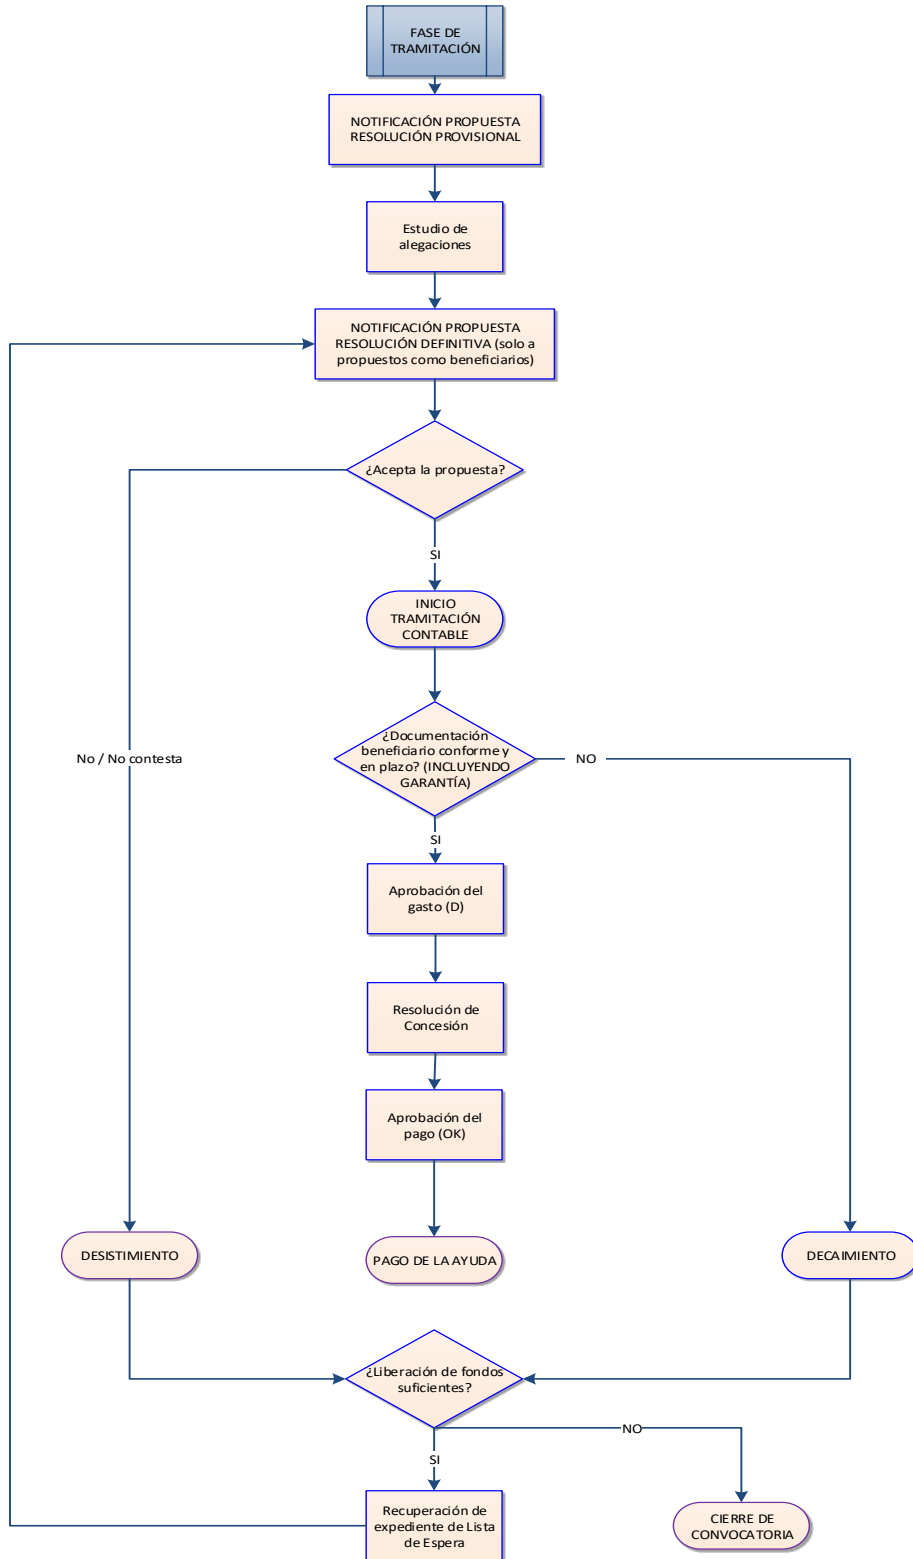 FASE DE
TRAMITACIÓN
NOTIFICACIÓN PROPUESTA
RESOLUCIÓN PROVISIONAL
Estudio de
alegaciones
NOTIFICACIÓN PROPUESTA
RESOLUCIÓN DEFINITIVA (solo a
propuestos como beneficiarios)
¿Acepta la propuesta?
SI
INICIO
TRAMITACIÓN
CONTABLE
No / No contesta
¿Documentación
beneficiario conforme y
en plazo? (INCLUYENDO
GARANTÍA)
NO
SI
Aprobación del
gasto (D)
Resolución de
Concesión
Aprobación del
pago (OK)
DESISTIMIENTO
PAGO DE LA AYUDA
DECAIMIENTO
¿Liberación de fondos
suficientes?
NO
SI
Recuperación de
expediente de Lista
de Espera
CIERRE DE
CONVOCATORIA